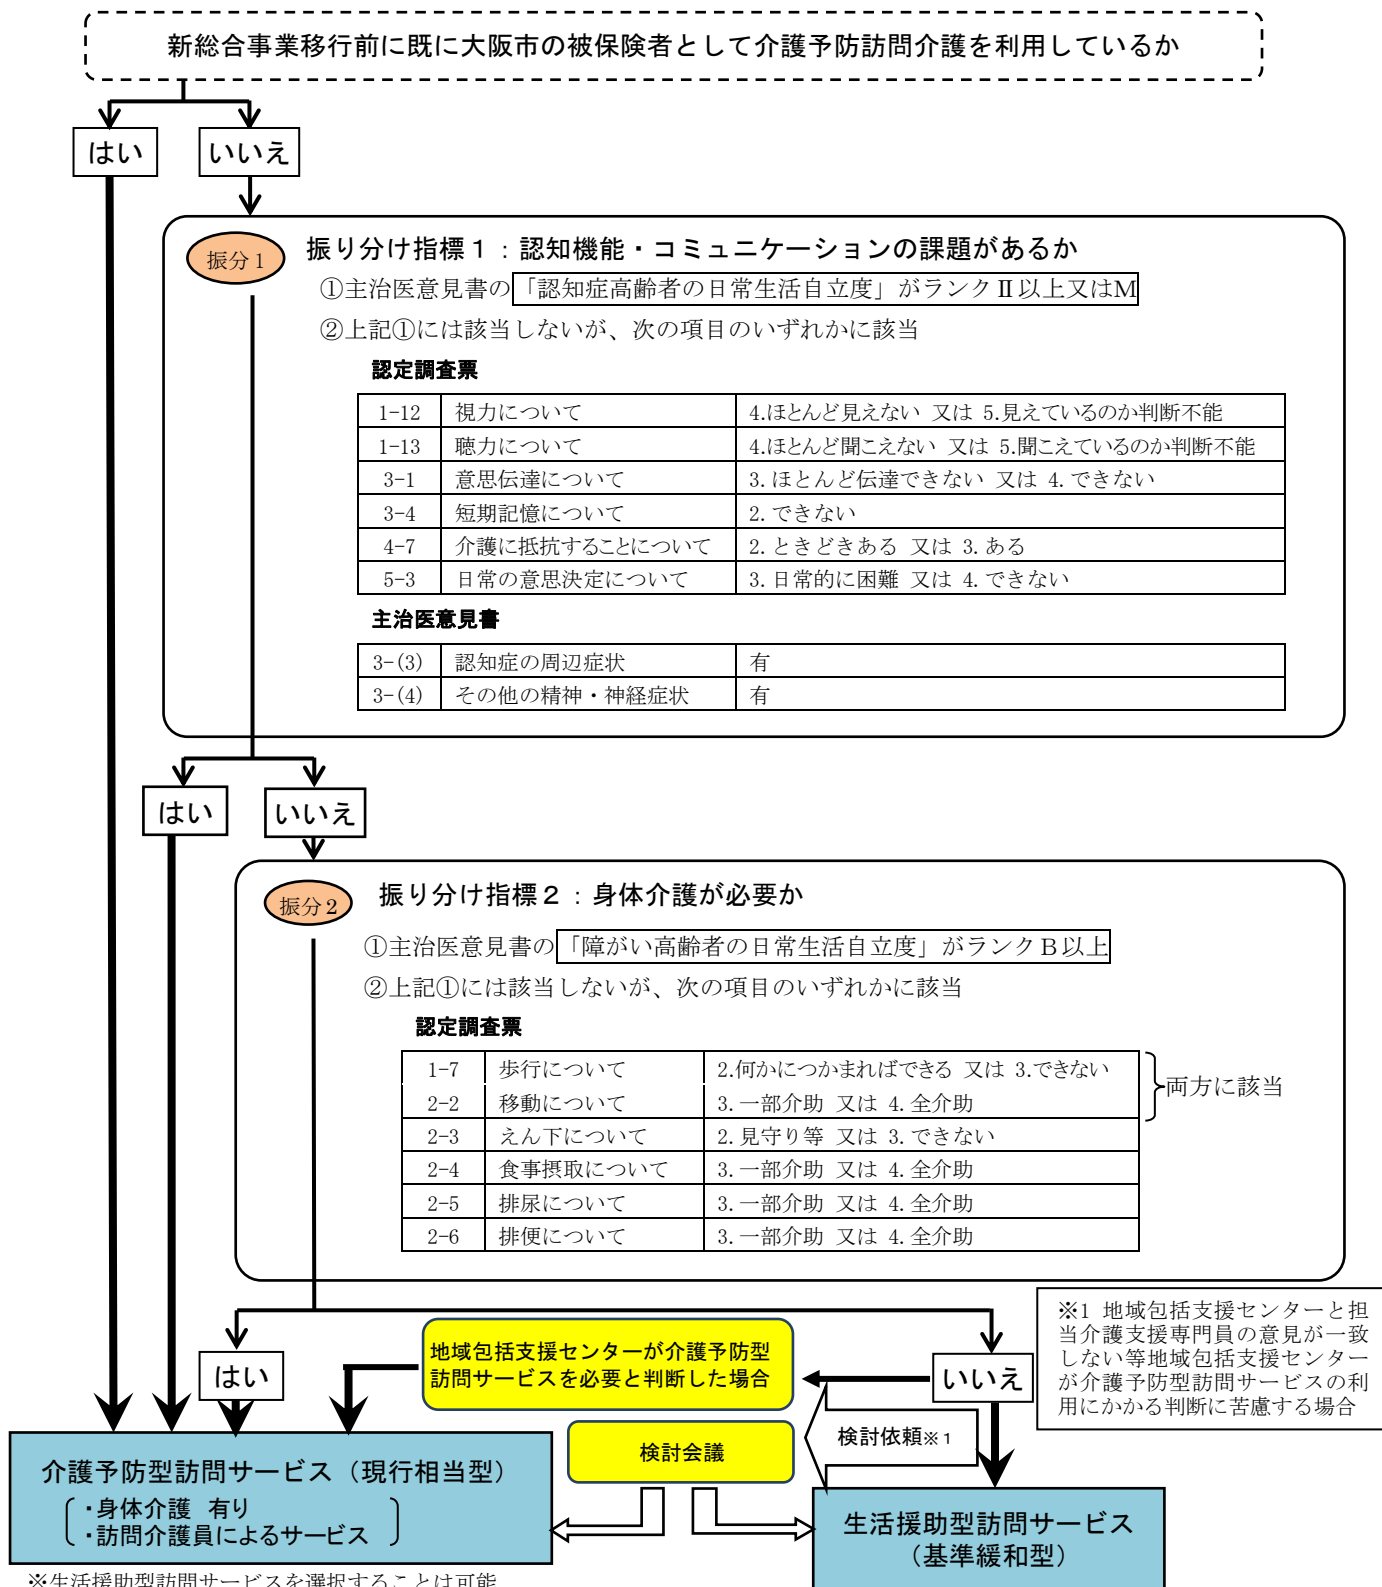 新総合事業移行前に既に大阪市の被保険者として介護予防訪問介護を利用しているか
はい
いいえ
振分1
振り分け指標1：認知機能・コミュニケーションの課題があるか
①主治医意見書の「認知症高齢者の日常生活自立度」がランクⅡ以上又はM
②上記①には該当しないが、次の項目のいずれかに該当
認定調査票
1-12 視力について 4.ほとんど見えない 又は 5.見えているのか判断不能
1-13 聴力について 4.ほとんど聞こえない 又は 5.聞こえているのか判断不能
3-1 意思伝達について 3.ほとんど伝達できない 又は 4.できない
3-4 短期記憶について 2.できない
4-7 介護に抵抗することについて 2.ときどきある 又は 3.ある
5-3 日常の意思決定について 3.日常的に困難 又は 4.できない
主治医意見書
3-(3) 認知症の周辺症状 有
3-(4) その他の精神・神経症状 有
はい
いいえ
振分2
振り分け指標2：身体介護が必要か
①主治医意見書の「障がい高齢者の日常生活自立度」がランクB以上
②上記①には該当しないが、次の項目のいずれかに該当
認定調査票
1-7 歩行について 2.何かにつかまればできる 又は 3.できない
両方に該当
2-2 移動について 3.一部介助 又は 4.全介助
2-3 えん下について 2.見守り等 又は 3.できない
2-4 食事摂取について 3.一部介助 又は 4.全介助
2-5 排尿について 3.一部介助 又は 4.全介助
2-6 排便について 3.一部介助 又は 4.全介助
※1 地域包括支援センターと担
当介護支援専門員の意見が一致
しない等地域包括支援センター
が介護予防型訪問サービスの利
用にかかる判断に苦慮する場合
はい
地域包括支援センターが介護予防型
訪問サービスを必要と判断した場合
いいえ
検討依頼※1
検討会議
介護予防型訪問サービス（現行相当型）
・身体介護 有り
・訪問介護員によるサービス
生活援助型訪問サービス
（基準緩和型）
※生活援助型訪問サービスを選択することは可能